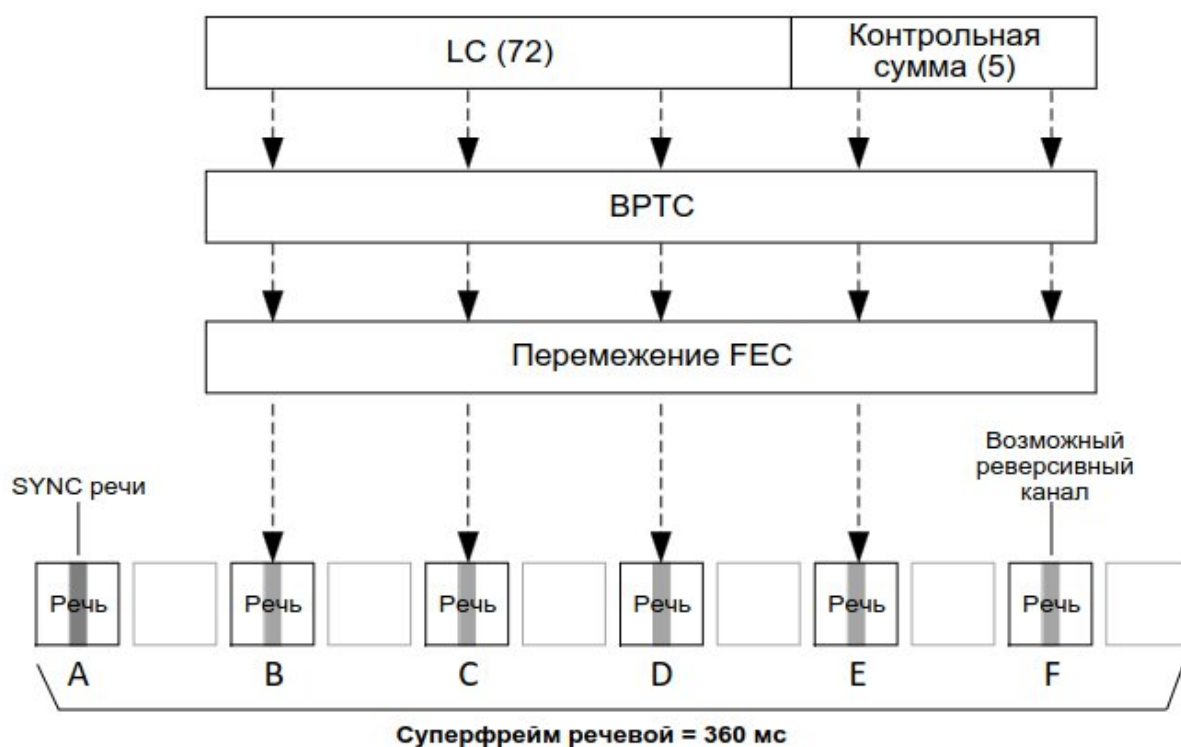 LC (72)
Контрольная
сумма (5)
BPTC
Перемежение FEC
SYNC речи
Возможный
реверсивный
канал
Речь Речь Речь Речь Речь Речь
A B C D E F
Суперфрейм речевой = 360 мс